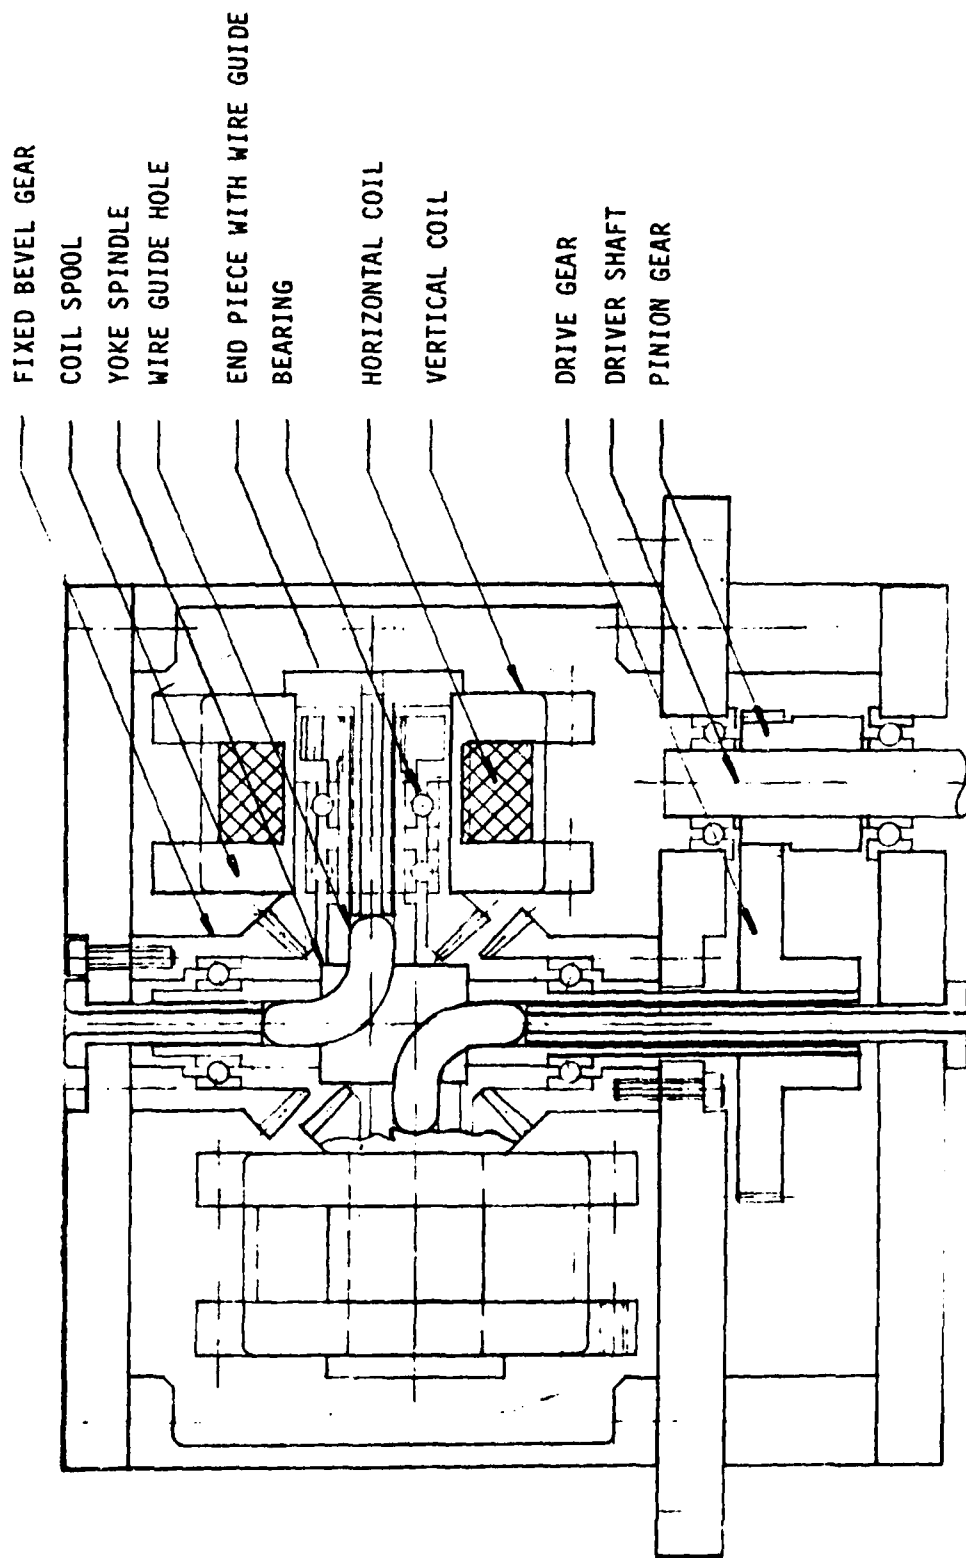 FIXED BEVEL GEAR
COIL SPOOL
YOKE SPINDLE
WIRE GUIDE HOLE
END PIECE WITH WIRE GUIDE
BEARING
HORIZONTAL COIL
VERTICAL COIL
DRIVE GEAR
DRIVER SHAFT
PINION GEAR